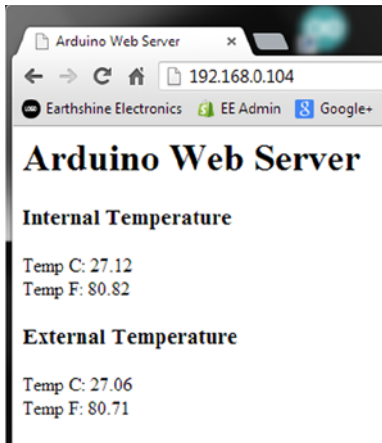 Arduino Web Server
192.168.0.104
Earthshine Electronics EE Admin Google+
Arduino Web Server
Internal Temperature
Temp C: 27.12
Temp F: 80.82
External Temperature
Temp C: 27.06
Temp F: 80.71